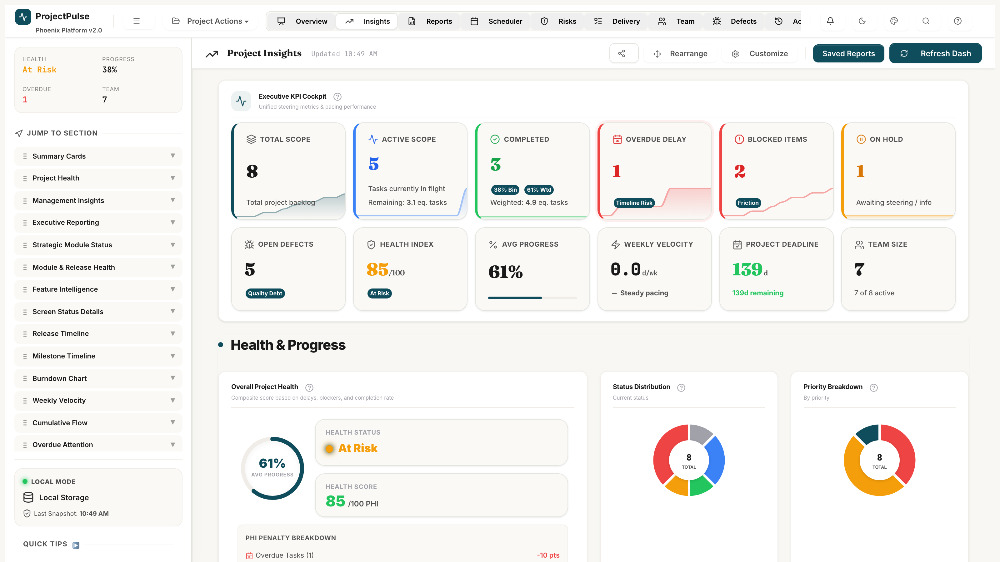 ProjectPulse
Phoenix Platform v2.0
Project Actions
Overview
Insights
Reports
Scheduler
Risks
Delivery
Team
Defects
Ac
HEALTH
At Risk
PROGRESS
38%
OVERDUE
1
TEAM
7
JUMP TO SECTION
Summary Cards
Project Health
Management Insights
Executive Reporting
Strategic Module Status
Module & Release Health
Feature Intelligence
Screen Status Details
Release Timeline
Milestone Timeline
Burndown Chart
Weekly Velocity
Cumulative Flow
Overdue Attention
LOCAL MODE
Local Storage
Last Snapshot: 10:49 AM
QUICK TIPS
Project Insights
Updated 10:49 AM
Rearrange
Customize
Saved Reports
Refresh Dash
Executive KPI Cockpit
Unified steering metrics & pacing performance
TOTAL SCOPE
8
Total project backlog
ACTIVE SCOPE
5
Tasks currently in flight
Remaining: 3.1 eq. tasks
COMPLETED
3
38% Bin
61% Wtd
Weighted: 4.9 eq. tasks
OVERDUE DELAY
1
Timeline Risk
BLOCKED ITEMS
2
Friction
ON HOLD
1
Awaiting steering / info
OPEN DEFECTS
5
Quality Debt
HEALTH INDEX
85/100
At Risk
AVG PROGRESS
61%
WEEKLY VELOCITY
0.0 d/wk
— Steady pacing
PROJECT DEADLINE
139 d
139d remaining
TEAM SIZE
7
7 of 8 active
Health & Progress
Overall Project Health
Composite score based on delays, blockers, and completion rate
61%
AVG PROGRESS
HEALTH STATUS
At Risk
HEALTH SCORE
85 /100 PHI
PHI PENALTY BREAKDOWN
Overdue Tasks (1)
-10 pts
Status Distribution
Current status
8
TOTAL
Priority Breakdown
By priority
8
TOTAL